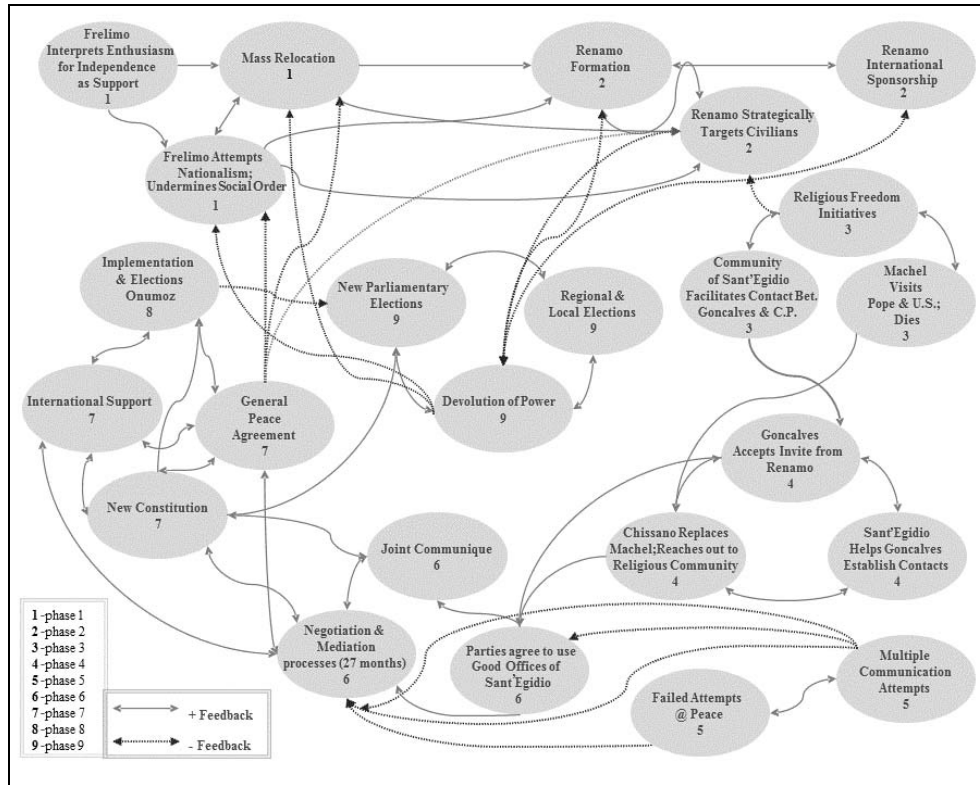 Frelimo
Interprets Enthusiasm
for Independence
as Support
1
Mass Relocation
1
Renamo
Formation
2
Renamo
International
Sponsorship
2
Renamo Strategically
Targets Civilians
2
Frelimo Attempts
Nationalism;
Undermines Social Order
1
Religious Freedom
Initiatives
3
Implementation
& Elections
Onumoz
8
New Parliamentary
Elections
9
Regional &
Local Elections
9
Community
of Sant'Egidio
Facilitates Contact Bet.
Goncalves & C.P.
3
Machel
Visits
Pope & U.S.;
Dies
3
International Support
7
General
Peace
Agreement
7
Devolution of Power
9
Goncalves
Accepts Invite from
Renamo
4
New Constitution
7
Joint Communique
6
Chissano Replaces
Machel;Reaches out to
Religious Community
4
Sant'Egidio
Helps Goncalves
Establish Contacts
4
Negotiation &
Mediation
processes (27 months)
6
Parties agree to use
Good Offices of
Sant'Egidio
6
Multiple
Communication
Attempts
5
Failed Attempts
@ Peace
5
1 -phase 1
2 -phase 2
3 -phase 3
4 -phase 4
5 -phase 5
6 -phase 6
7 -phase 7
8 -phase 8
9 -phase 9
+ Feedback
- Feedback